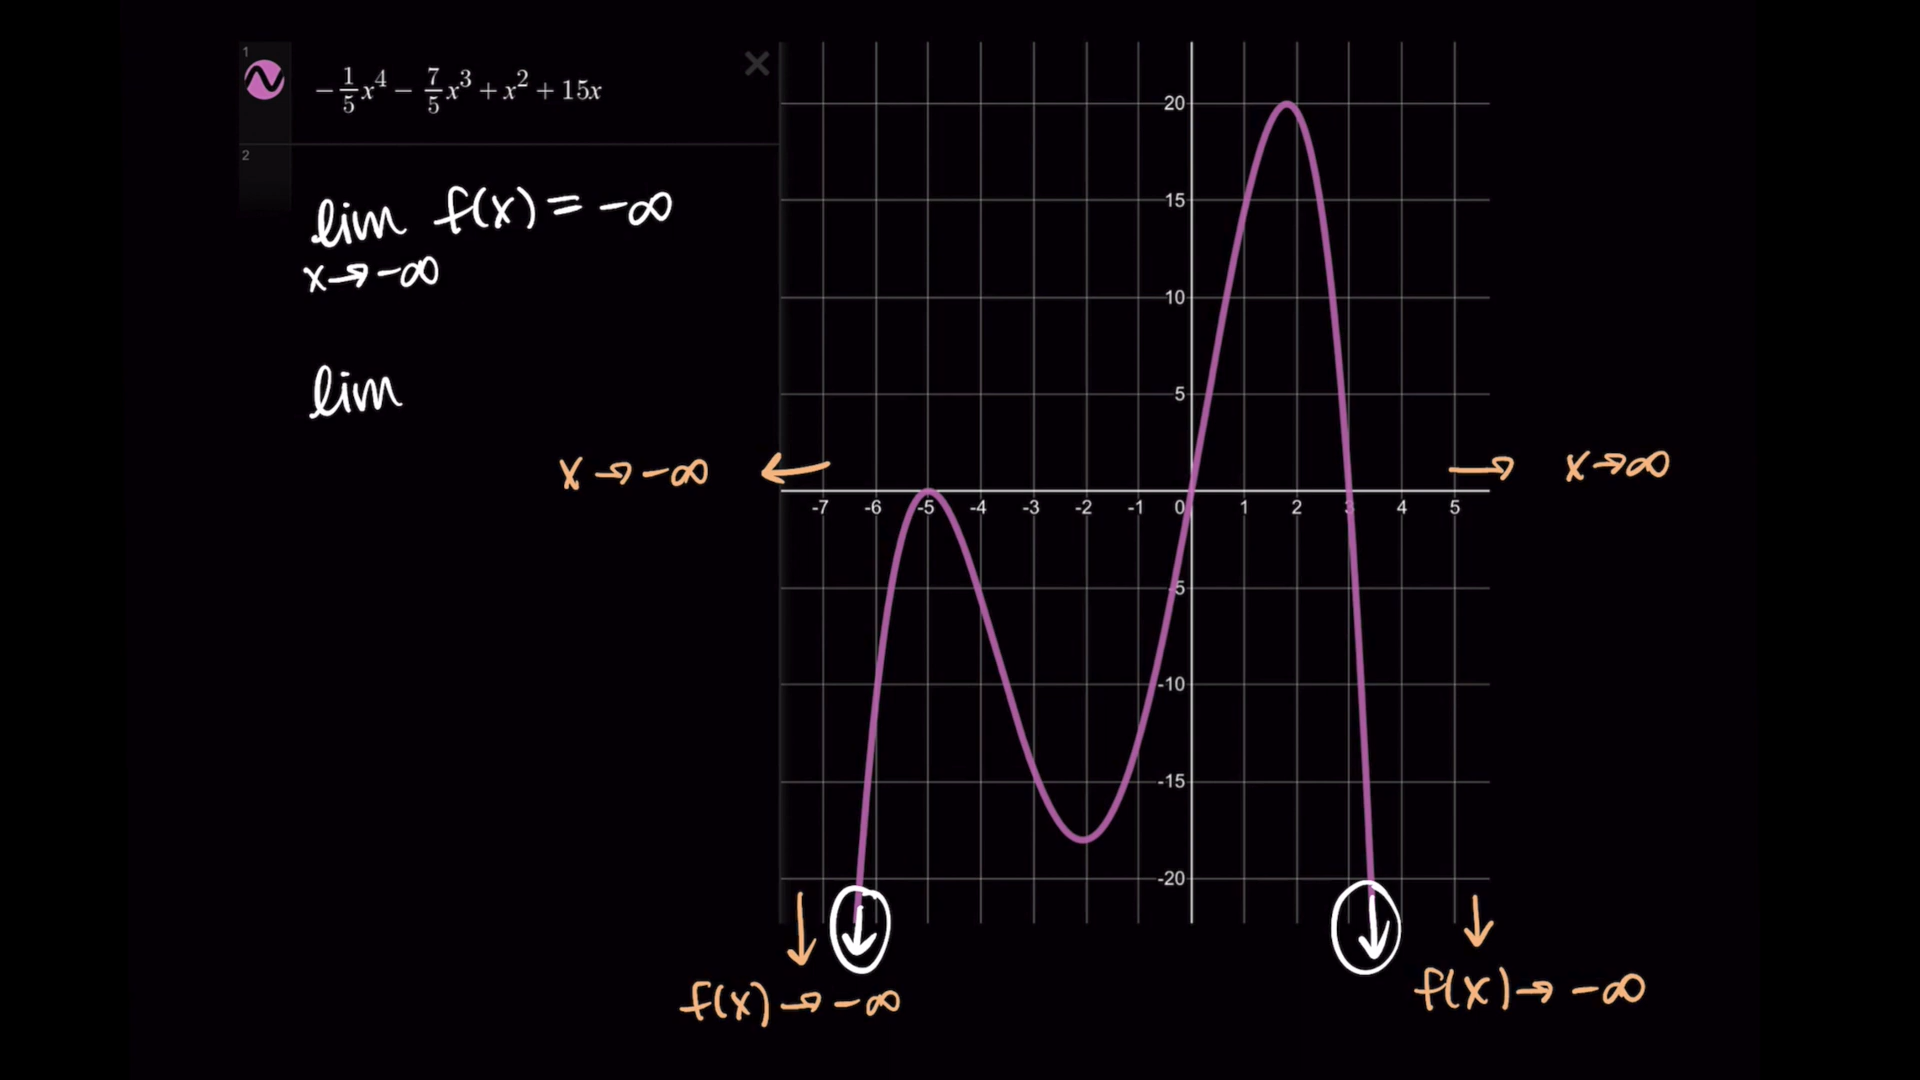 1
-1/5x⁴ - 7/5x³ + x² + 15x
2
lim f(x) = -∞
x→-∞
lim
x→-∞
x→∞
20
15
10
5
-7 -6 -5 -4 -3 -2 -1 0 1 2 3 4 5
-5
-10
-15
-20
f(x)→-∞
f(x)→-∞